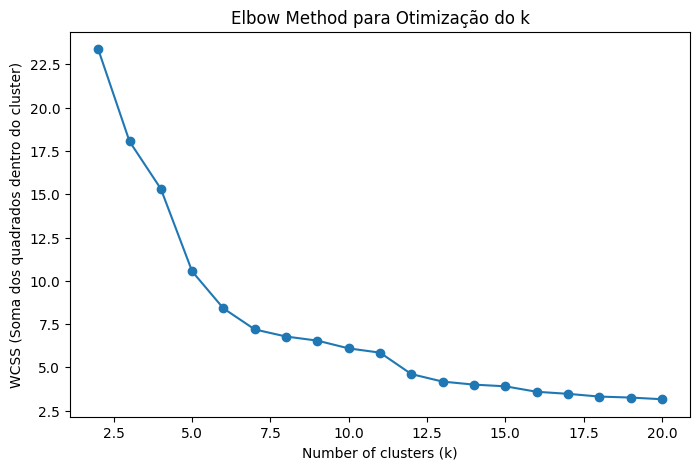 Elbow Method para Otimização do k
WCSS (Soma dos quadrados dentro do cluster)
22.5
20.0
17.5
15.0
12.5
10.0
7.5
5.0
2.5
2.5 5.0 7.5 10.0 12.5 15.0 17.5 20.0
Number of clusters (k)